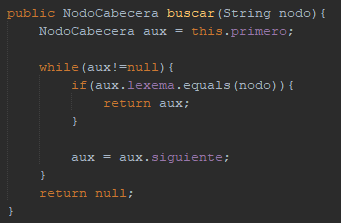 public NodoCabecera buscar(String nodo){
    NodoCabecera aux = this.primero;

    while(aux!=null){
        if(aux.lexema.equals(nodo)){
            return aux;
        }

        aux = aux.siguiente;
    }
    return null;
}